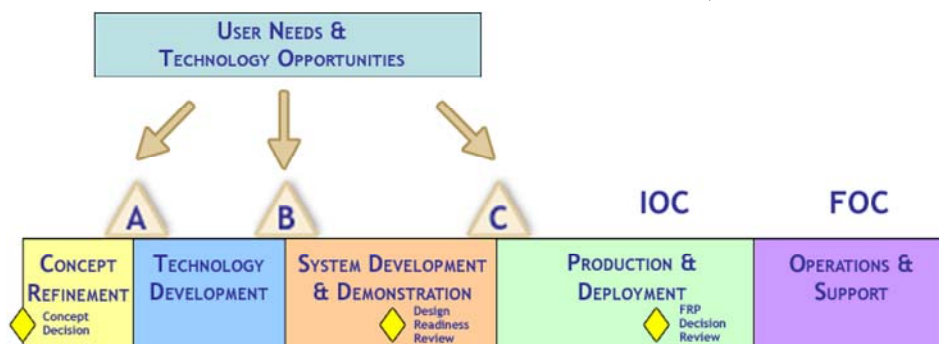 USER NEEDS &
TECHNOLOGY OPPORTUNITIES
A
B
C
IOC
FOC
CONCEPT
REFINEMENT
Concept
Decision
TECHNOLOGY
DEVELOPMENT
SYSTEM DEVELOPMENT
& DEMONSTRATION
Design
Readiness
Review
PRODUCTION &
DEPLOYMENT
FRP
Decision
Review
OPERATIONS &
SUPPORT